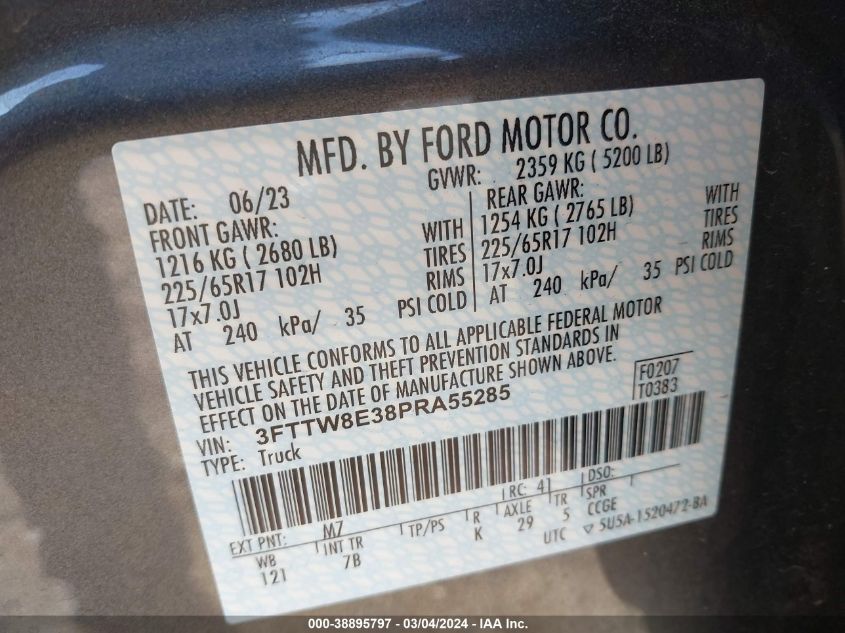 MFD. BY FORD MOTOR CO.
DATE: 06/23 GVWR: 2359 KG ( 5200 LB)
FRONT GAWR: REAR GAWR:
1216 KG ( 2680 LB) WITH 1254 KG ( 2765 LB) WITH
225/65R17 102H TIRES 225/65R17 102H TIRES
17x7.0J RIMS 17x7.0J RIMS
AT 240 kPa/ 35 PSI COLD AT 240 kPa/ 35 PSI COLD
THIS VEHICLE CONFORMS TO ALL APPLICABLE FEDERAL MOTOR
VEHICLE SAFETY AND THEFT PREVENTION STANDARDS IN
EFFECT ON THE DATE OF MANUFACTURE SHOWN ABOVE.
VIN: 3FTTW8E38PRA55285 F0207
TYPE: Truck T0383
EXT PNT: M7 RC: 41 DSO:
WB INT TR TP/PS R AXLE TR SPR
121 7B K 29 5 CCGE
UTC ▽ 5U5A-1520472-BA
000-38895797 - 03/04/2024 - IAA Inc.